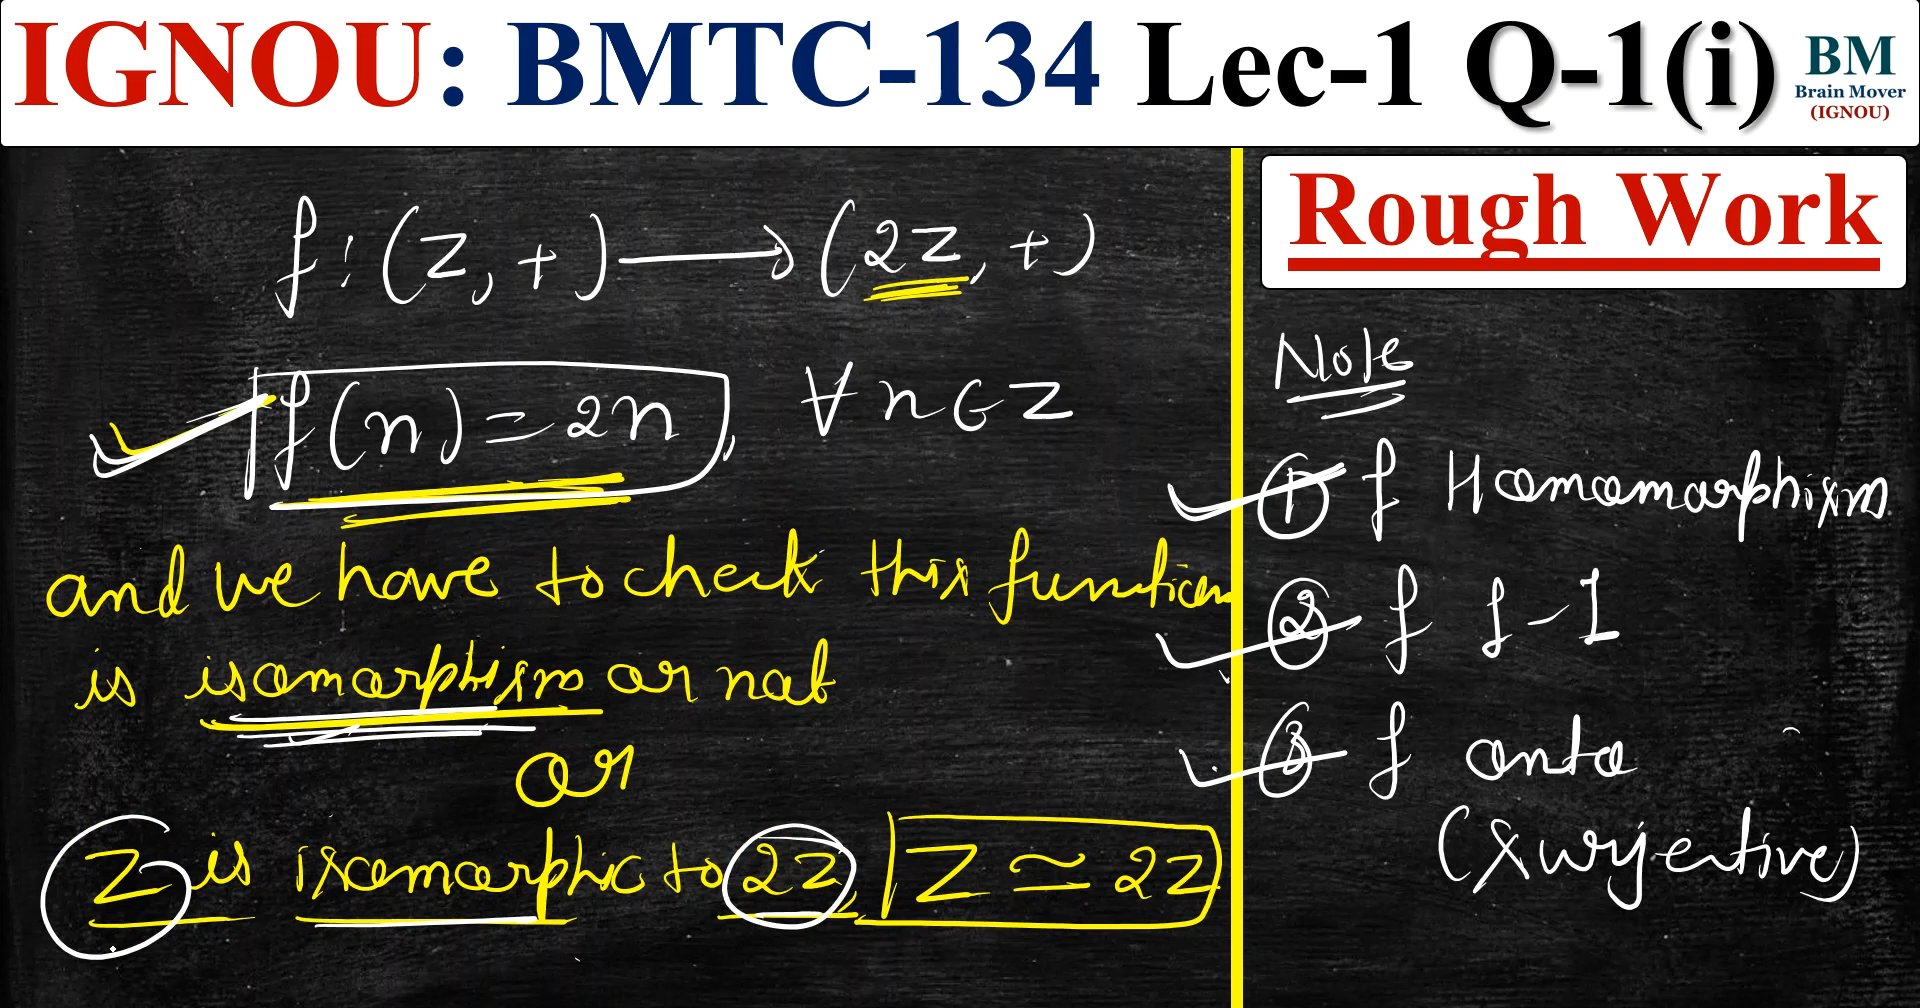 IGNOU: BMTC-134 Lec-1 Q-1(i)
BM
Brain Mover
(IGNOU)
f: (Z, +) → (2Z, +)
f(n) = 2n, ∀ n ∈ Z
and we have to check this function
is isomorphism or not
or
Z is isomorphic to 2Z, Z ≃ 2Z
Rough Work
Note
① f Homomorphism
② f 1-1
③ f onto
(surjective)